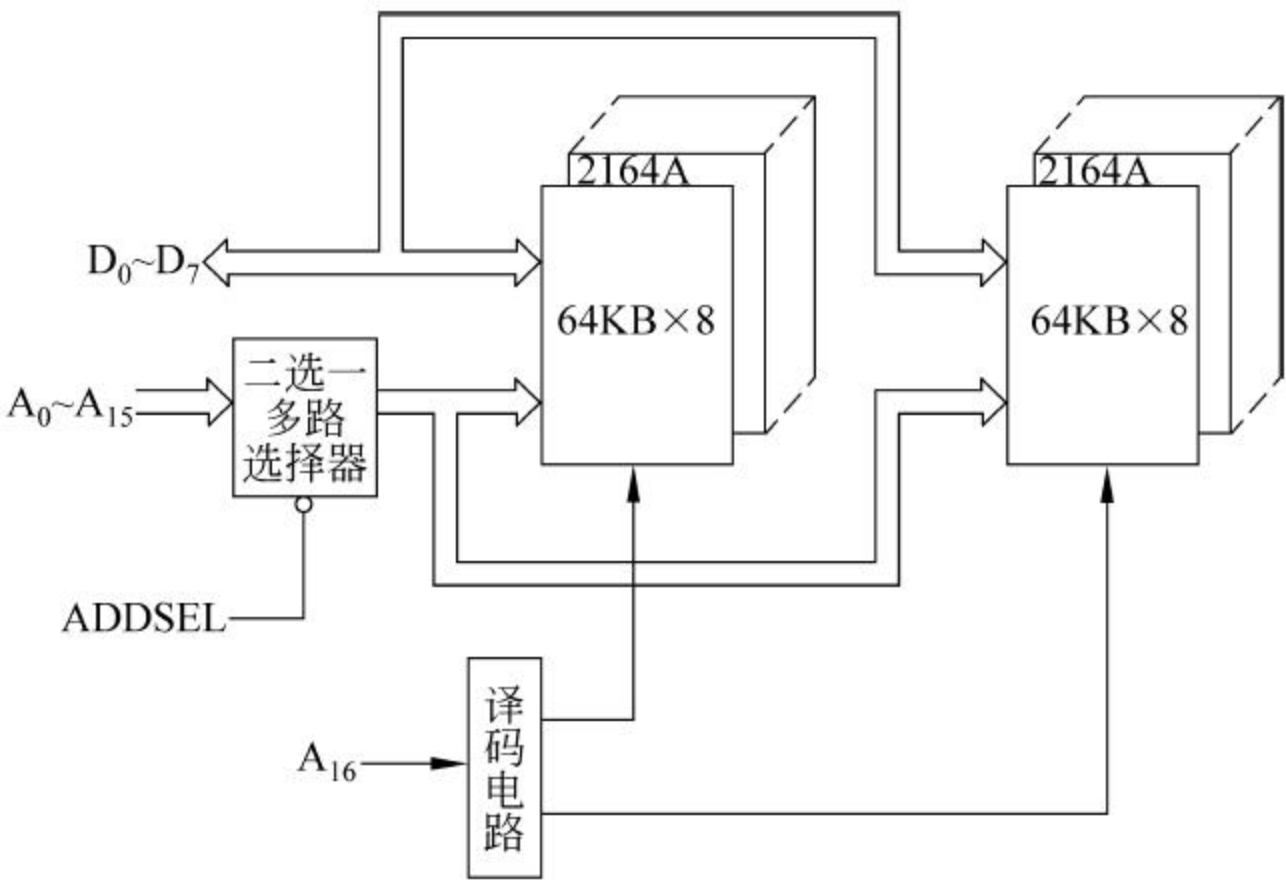 2164A
2164A
D₀~D₇
64KB×8
64KB×8
A₀~A₁₅
二选一
多路
选择器
ADDSEL
译
码
电
路
A₁₆